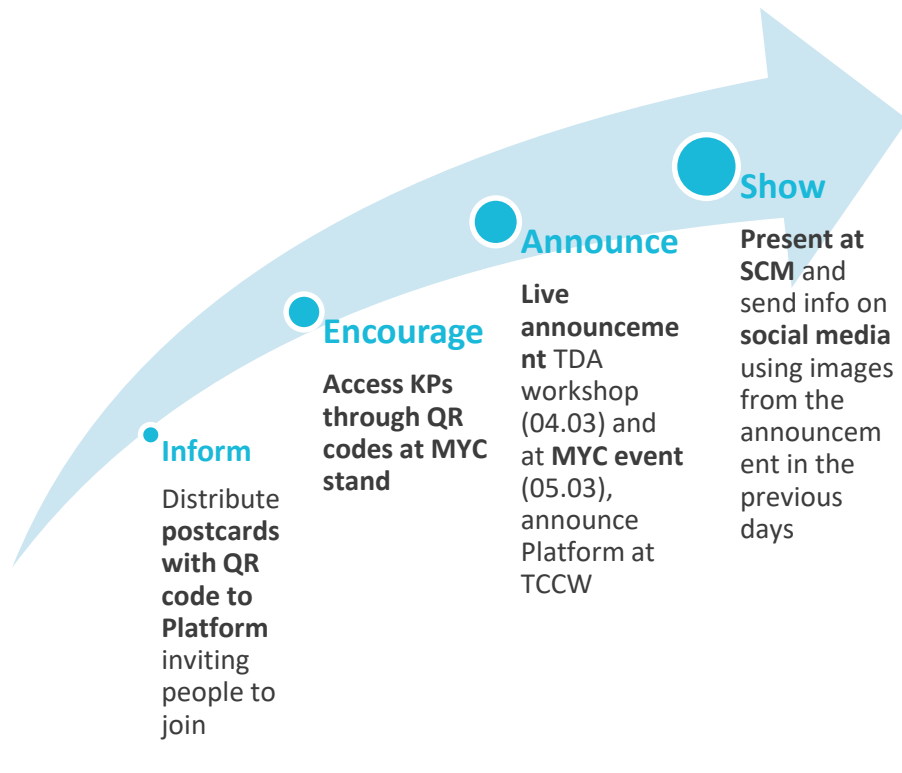 Inform
Distribute
postcards
with QR
code to
Platform
inviting
people to
join
Encourage
Access KPs
through QR
codes at MYC
stand
Announce
Live
announceme
nt TDA
workshop
(04.03) and
at MYC event
(05.03),
announce
Platform at
TCCW
Show
Present at
SCM and
send info on
social media
using images
from the
announcem
ent in the
previous
days